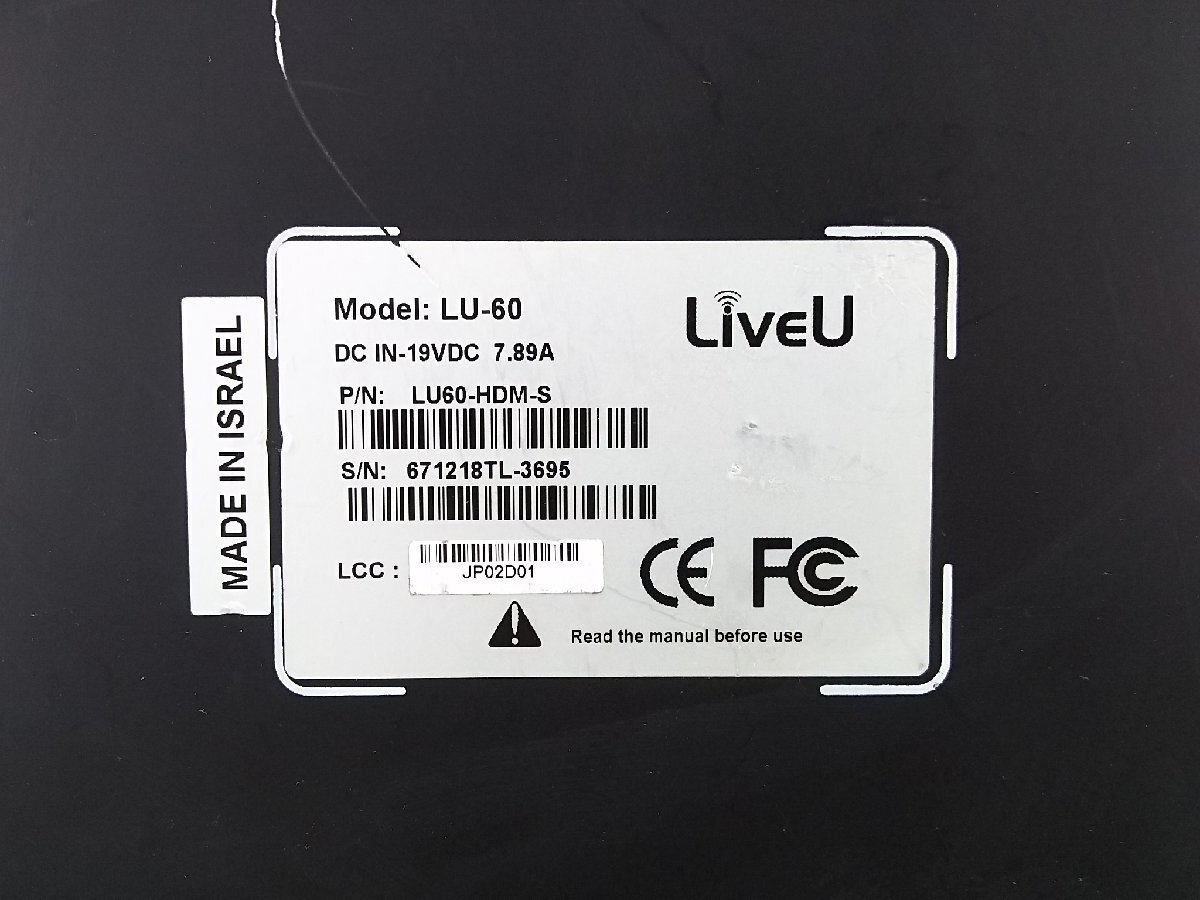 Model: LU-60
LiveU
DC IN-19VDC 7.89A
P/N: LU60-HDM-S
S/N: 671218TL-3695
LCC : JP02D01
CE FC
Read the manual before use
MADE IN ISRAEL